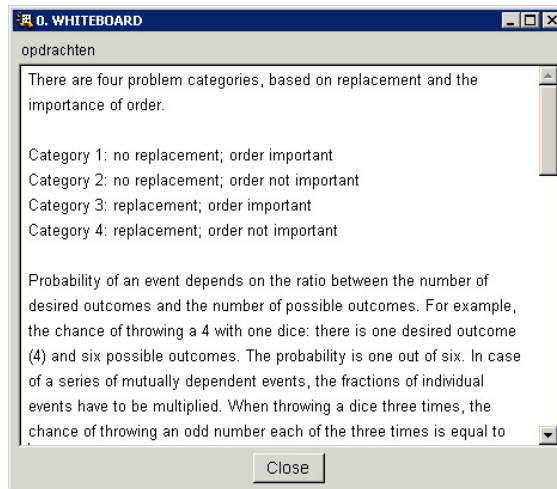 0. WHITEBOARD
opdrachten
There are four problem categories, based on replacement and the
importance of order.
Category 1: no replacement; order important
Category 2: no replacement; order not important
Category 3: replacement; order important
Category 4: replacement; order not important
Probability of an event depends on the ratio between the number of
desired outcomes and the number of possible outcomes. For example,
the chance of throwing a 4 with one dice: there is one desired outcome
(4) and six possible outcomes. The probability is one out of six. In case
of a series of mutually dependent events, the fractions of individual
events have to be multiplied. When throwing a dice three times, the
chance of throwing an odd number each of the three times is equal to
Close